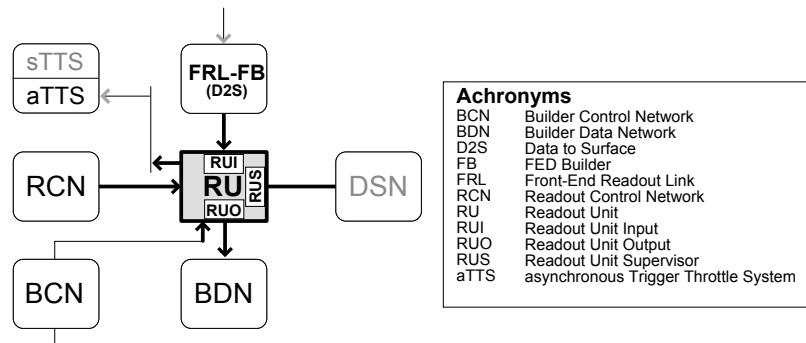 sTTS
aTTS
FRL-FB
(D2S)
RCN
RUI
RU
RUS
RUO
DSN
BCN
BDN
Achronyms
BCN Builder Control Network
BDN Builder Data Network
D2S Data to Surface
FB FED Builder
FRL Front-End Readout Link
RCN Readout Control Network
RU Readout Unit
RUI Readout Unit Input
RUO Readout Unit Output
RUS Readout Unit Supervisor
aTTS asynchronous Trigger Throttle System